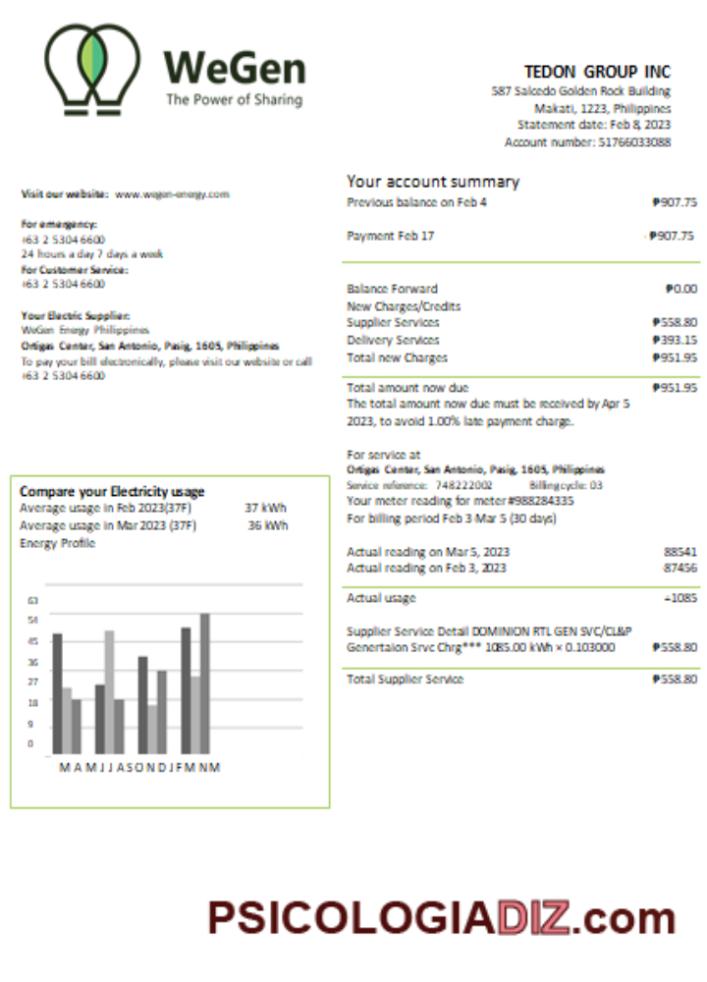 WeGen
The Power of Sharing
TEDON GROUP INC
587 Salcedo Golden Rock Building
Makati, 1223, Philippines
Statement date: Feb 8, 2023
Account number: 51766033088
Visit our website: www.wegen-energy.com
For emergency:
+63 2 5304 6600
24 hours a day 7 days a week
For Customer Service:
+63 2 5304 6600
Your Electric Supplier:
WeGen Energy Philippines
Ortigas Center, San Antonio, Pasig, 1605, Philippines
To pay your bill electronically, please visit our website or call
+63 2 5304 6600
Your account summary
Previous balance on Feb 4 ₱907.75
Payment Feb 17 -₱907.75
Balance Forward ₱0.00
New Charges/Credits
Supplier Services ₱558.80
Delivery Services ₱393.15
Total new Charges ₱951.95
Total amount now due ₱951.95
The total amount now due must be received by Apr 5
2023, to avoid 1.00% late payment charge.
For service at
Ortigas Center, San Antonio, Pasig, 1605, Philippines
Service reference: 748222002 Billing cycle: 03
Your meter reading for meter #988284335
For billing period Feb 3-Mar 5 (30 days)
Actual reading on Mar 5, 2023 88541
Actual reading on Feb 3, 2023 -87456
Actual usage =1085
Supplier Service Detail DOMINION RTL GEN SVC/CL&P
Genertaion Srvc Chrg*** 1085.00 kWh × 0.103000 ₱558.80
Total Supplier Service ₱558.80
Compare your Electricity usage
Average usage in Feb 2023(37F) 37 kWh
Average usage in Mar 2023 (37F) 36 kWh
Energy Profile
63
54
45
36
27
18
9
0
M A M J J A S O N D J F M N M
PSICOLOGIADIZ.com